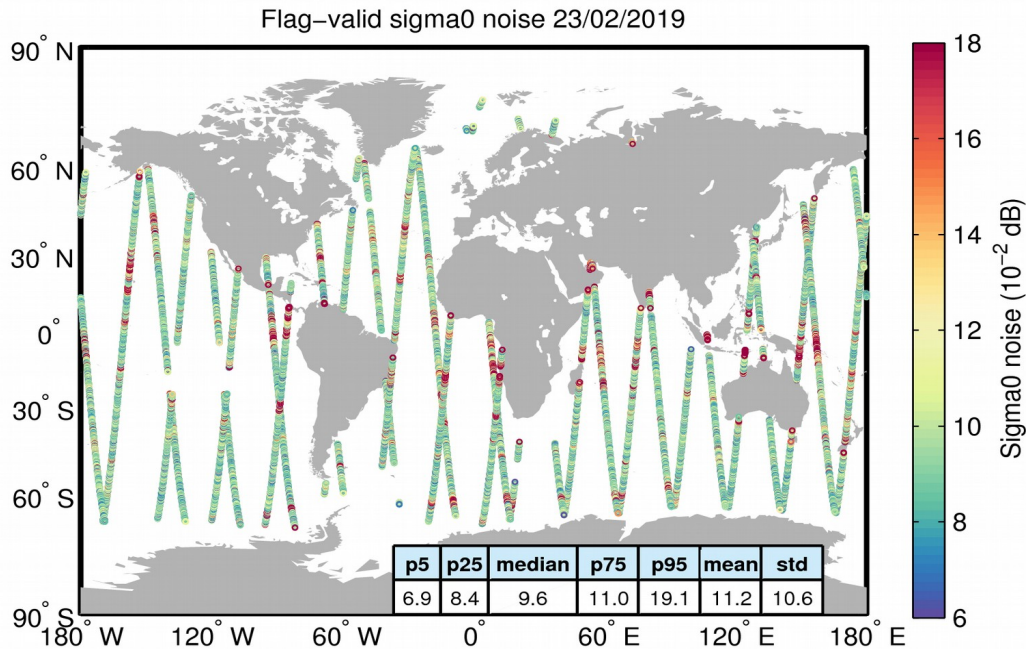 Flag−valid sigma0 noise 23/02/2019
90° N
60° N
30° N
0°
30° S
60° S
90° S
180° W
120° W
60° W
0°
60° E
120° E
180° E
p5 p25 median p75 p95 mean std
6.9 8.4 9.6 11.0 19.1 11.2 10.6
18
16
14
12
10
8
6
Sigma0 noise (10⁻² dB)